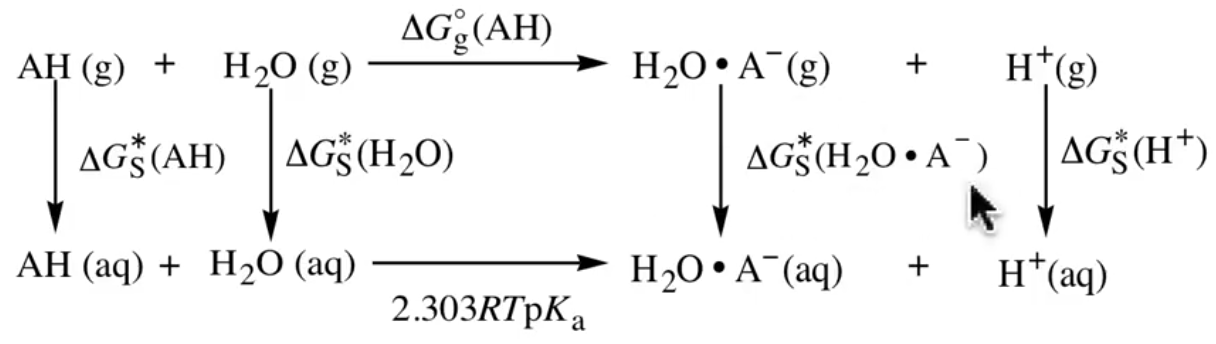 ΔG°g(AH)
AH (g) + H₂O (g) H₂O • A⁻(g) + H⁺(g)
ΔG*S(AH) ΔG*S(H₂O) ΔG*S(H₂O • A⁻) ΔG*S(H⁺)
AH (aq) + H₂O (aq) H₂O • A⁻(aq) + H⁺(aq)
2.303RTpKₐ